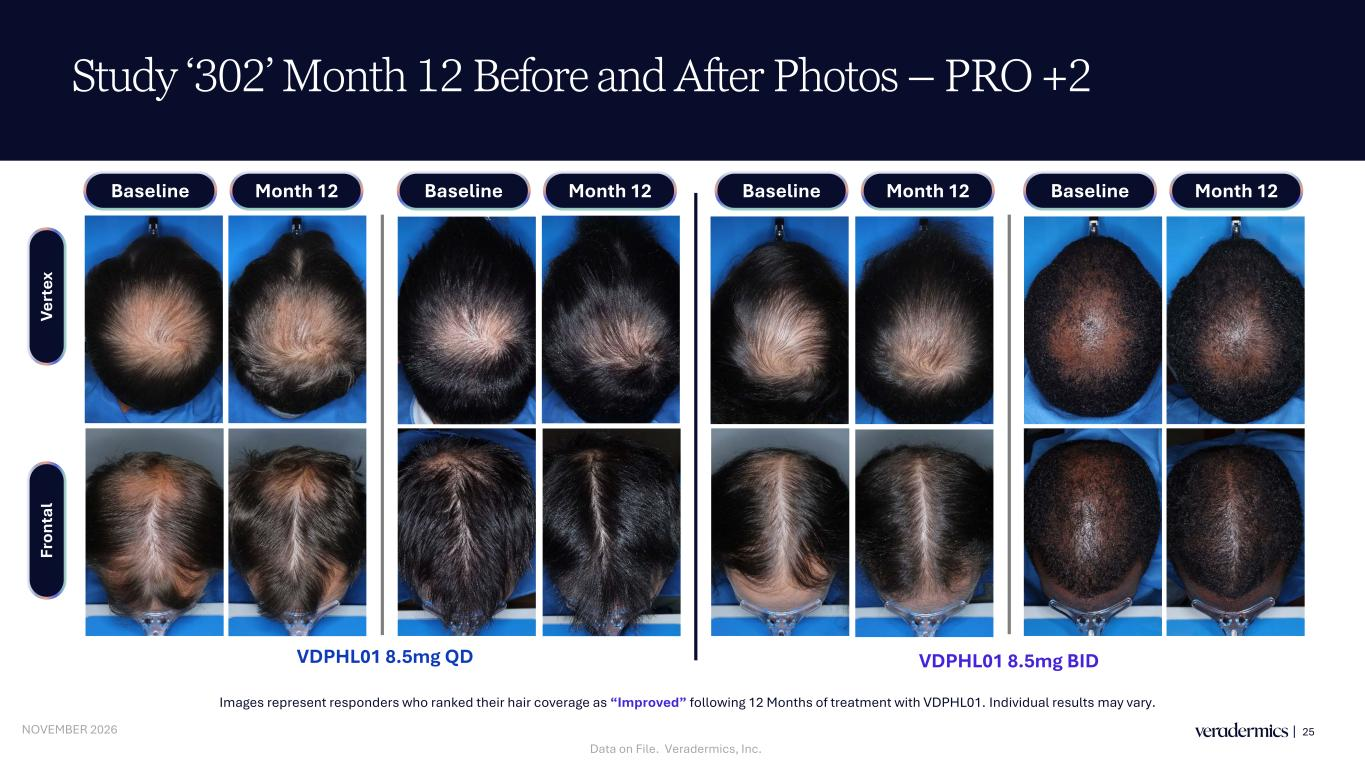 Study ‘302’ Month 12 Before and After Photos – PRO +2
Baseline
Month 12
Baseline
Month 12
Baseline
Month 12
Baseline
Month 12
Vertex
Frontal
VDPHL01 8.5mg QD
VDPHL01 8.5mg BID
Images represent responders who ranked their hair coverage as “Improved” following 12 Months of treatment with VDPHL01. Individual results may vary.
NOVEMBER 2026
veradermics | 25
Data on File. Veradermics, Inc.